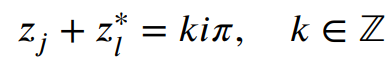 z_j + z_l^* = kiπ, k ∈ ℤ